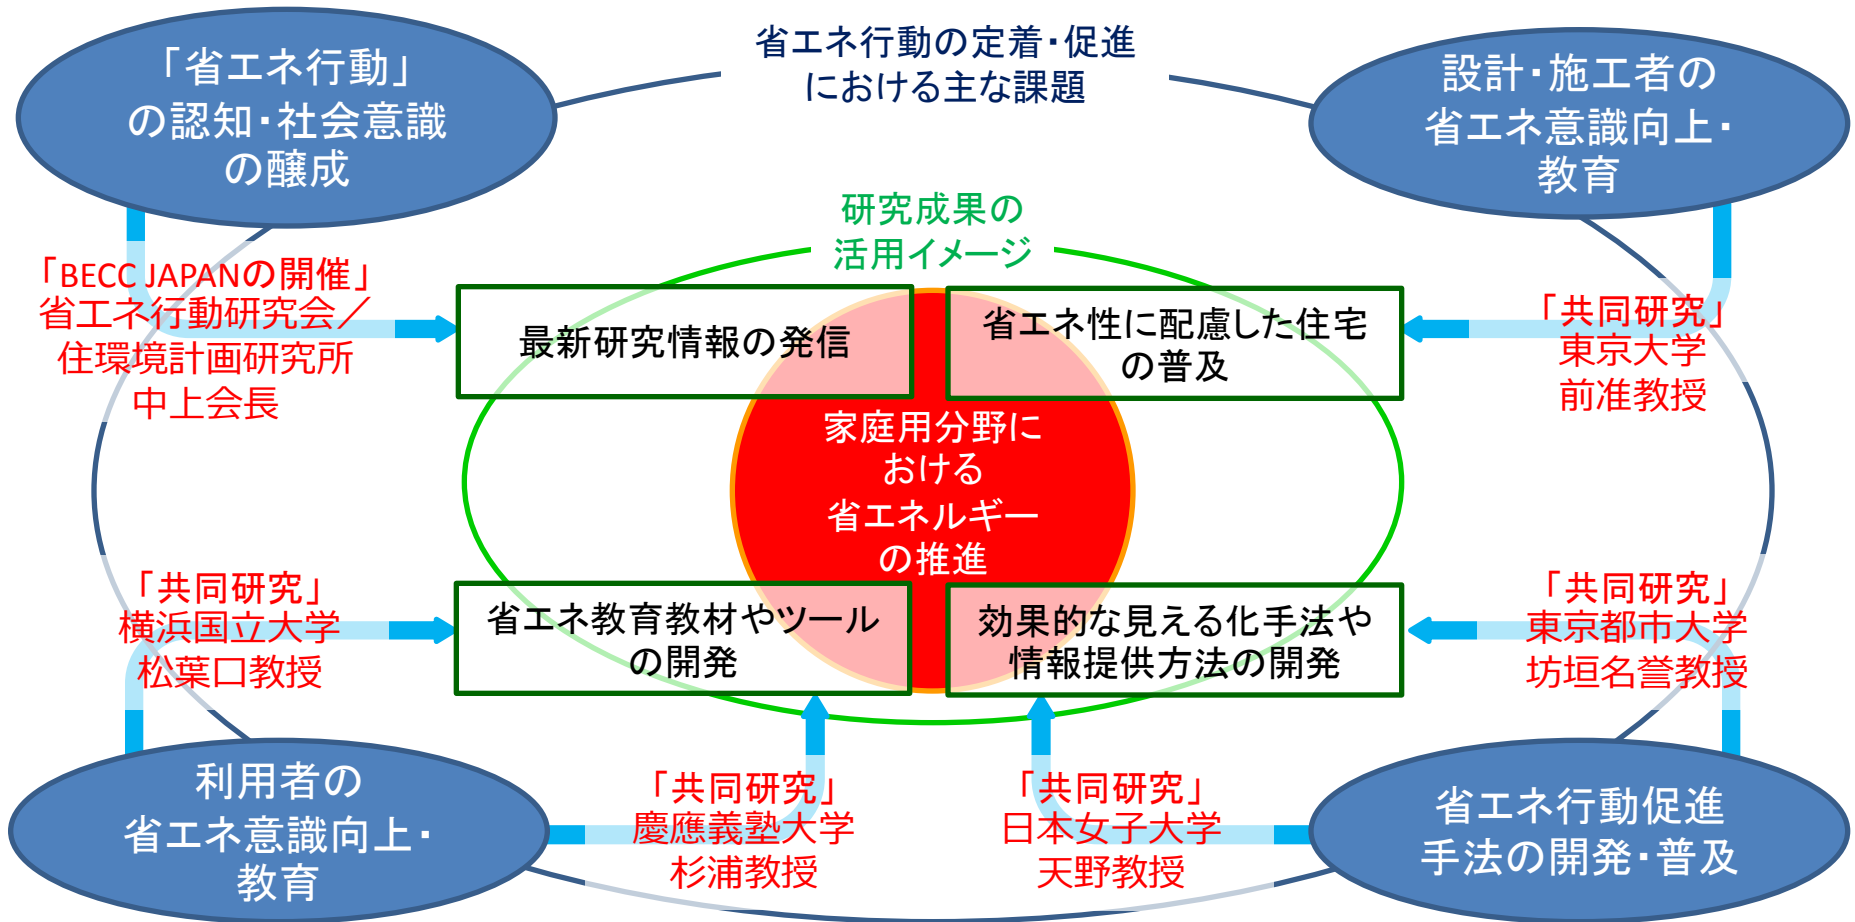 「省エネ行動」
の認知・社会意識
の醸成
省エネ行動の定着・促進
における主な課題
設計・施工者の
省エネ意識向上・
教育
研究成果の
活用イメージ
「BECC JAPANの開催」
省エネ行動研究会／
住環境計画研究所
中上会長
最新研究情報の発信
省エネ性に配慮した住宅
の普及
「共同研究」
東京大学
前准教授
家庭用分野に
おける
省エネルギー
の推進
「共同研究」
横浜国立大学
松葉口教授
省エネ教育教材やツール
の開発
効果的な見える化手法や
情報提供方法の開発
「共同研究」
東京都市大学
坊垣名誉教授
利用者の
省エネ意識向上・
教育
「共同研究」
慶應義塾大学
杉浦教授
「共同研究」
日本女子大学
天野教授
省エネ行動促進
手法の開発・普及